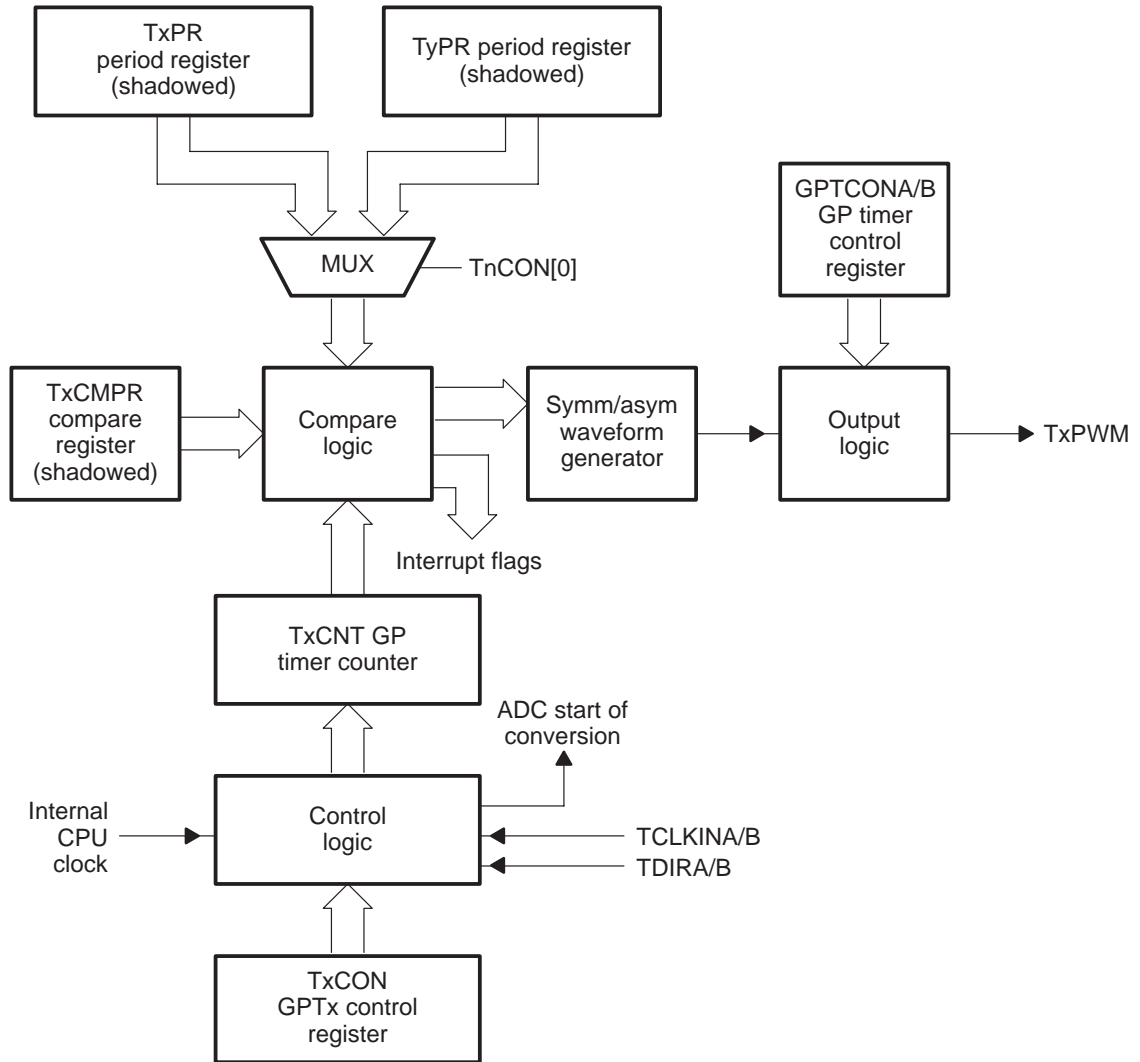 TxPR
period register
(shadowed)
TyPR period register
(shadowed)
GPTCONA/B
GP timer
control
register
MUX
TnCON[0]
TxCMPR
compare
register
(shadowed)
Compare
logic
Symm/asym
waveform
generator
Output
logic
TxPWM
Interrupt flags
TxCNT GP
timer counter
ADC start of
conversion
Internal
CPU
clock
Control
logic
TCLKINA/B
TDIRA/B
TxCON
GPTx control
register